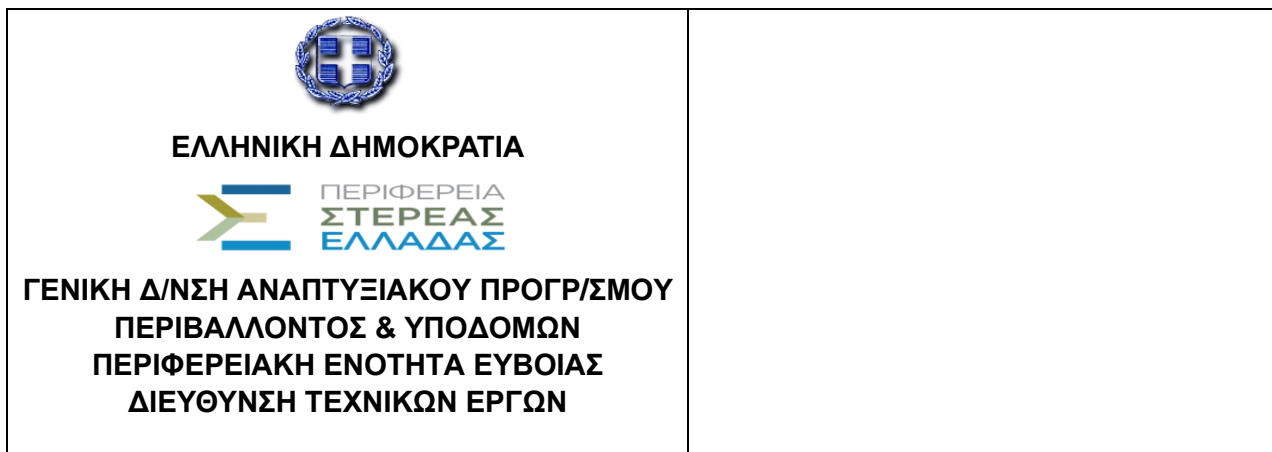 ΕΛΛΗΝΙΚΗ ΔΗΜΟΚΡΑΤΙΑ
ΠΕΡΙΦΕΡΕΙΑ
ΣΤΕΡΕΑΣ
ΕΛΛΑΔΑΣ
ΓΕΝΙΚΗ Δ/ΝΣΗ ΑΝΑΠΤΥΞΙΑΚΟΥ ΠΡΟΓΡ/ΣΜΟΥ
ΠΕΡΙΒΑΛΛΟΝΤΟΣ & ΥΠΟΔΟΜΩΝ
ΠΕΡΙΦΕΡΕΙΑΚΗ ΕΝΟΤΗΤΑ ΕΥΒΟΙΑΣ
ΔΙΕΥΘΥΝΣΗ ΤΕΧΝΙΚΩΝ ΕΡΓΩΝ